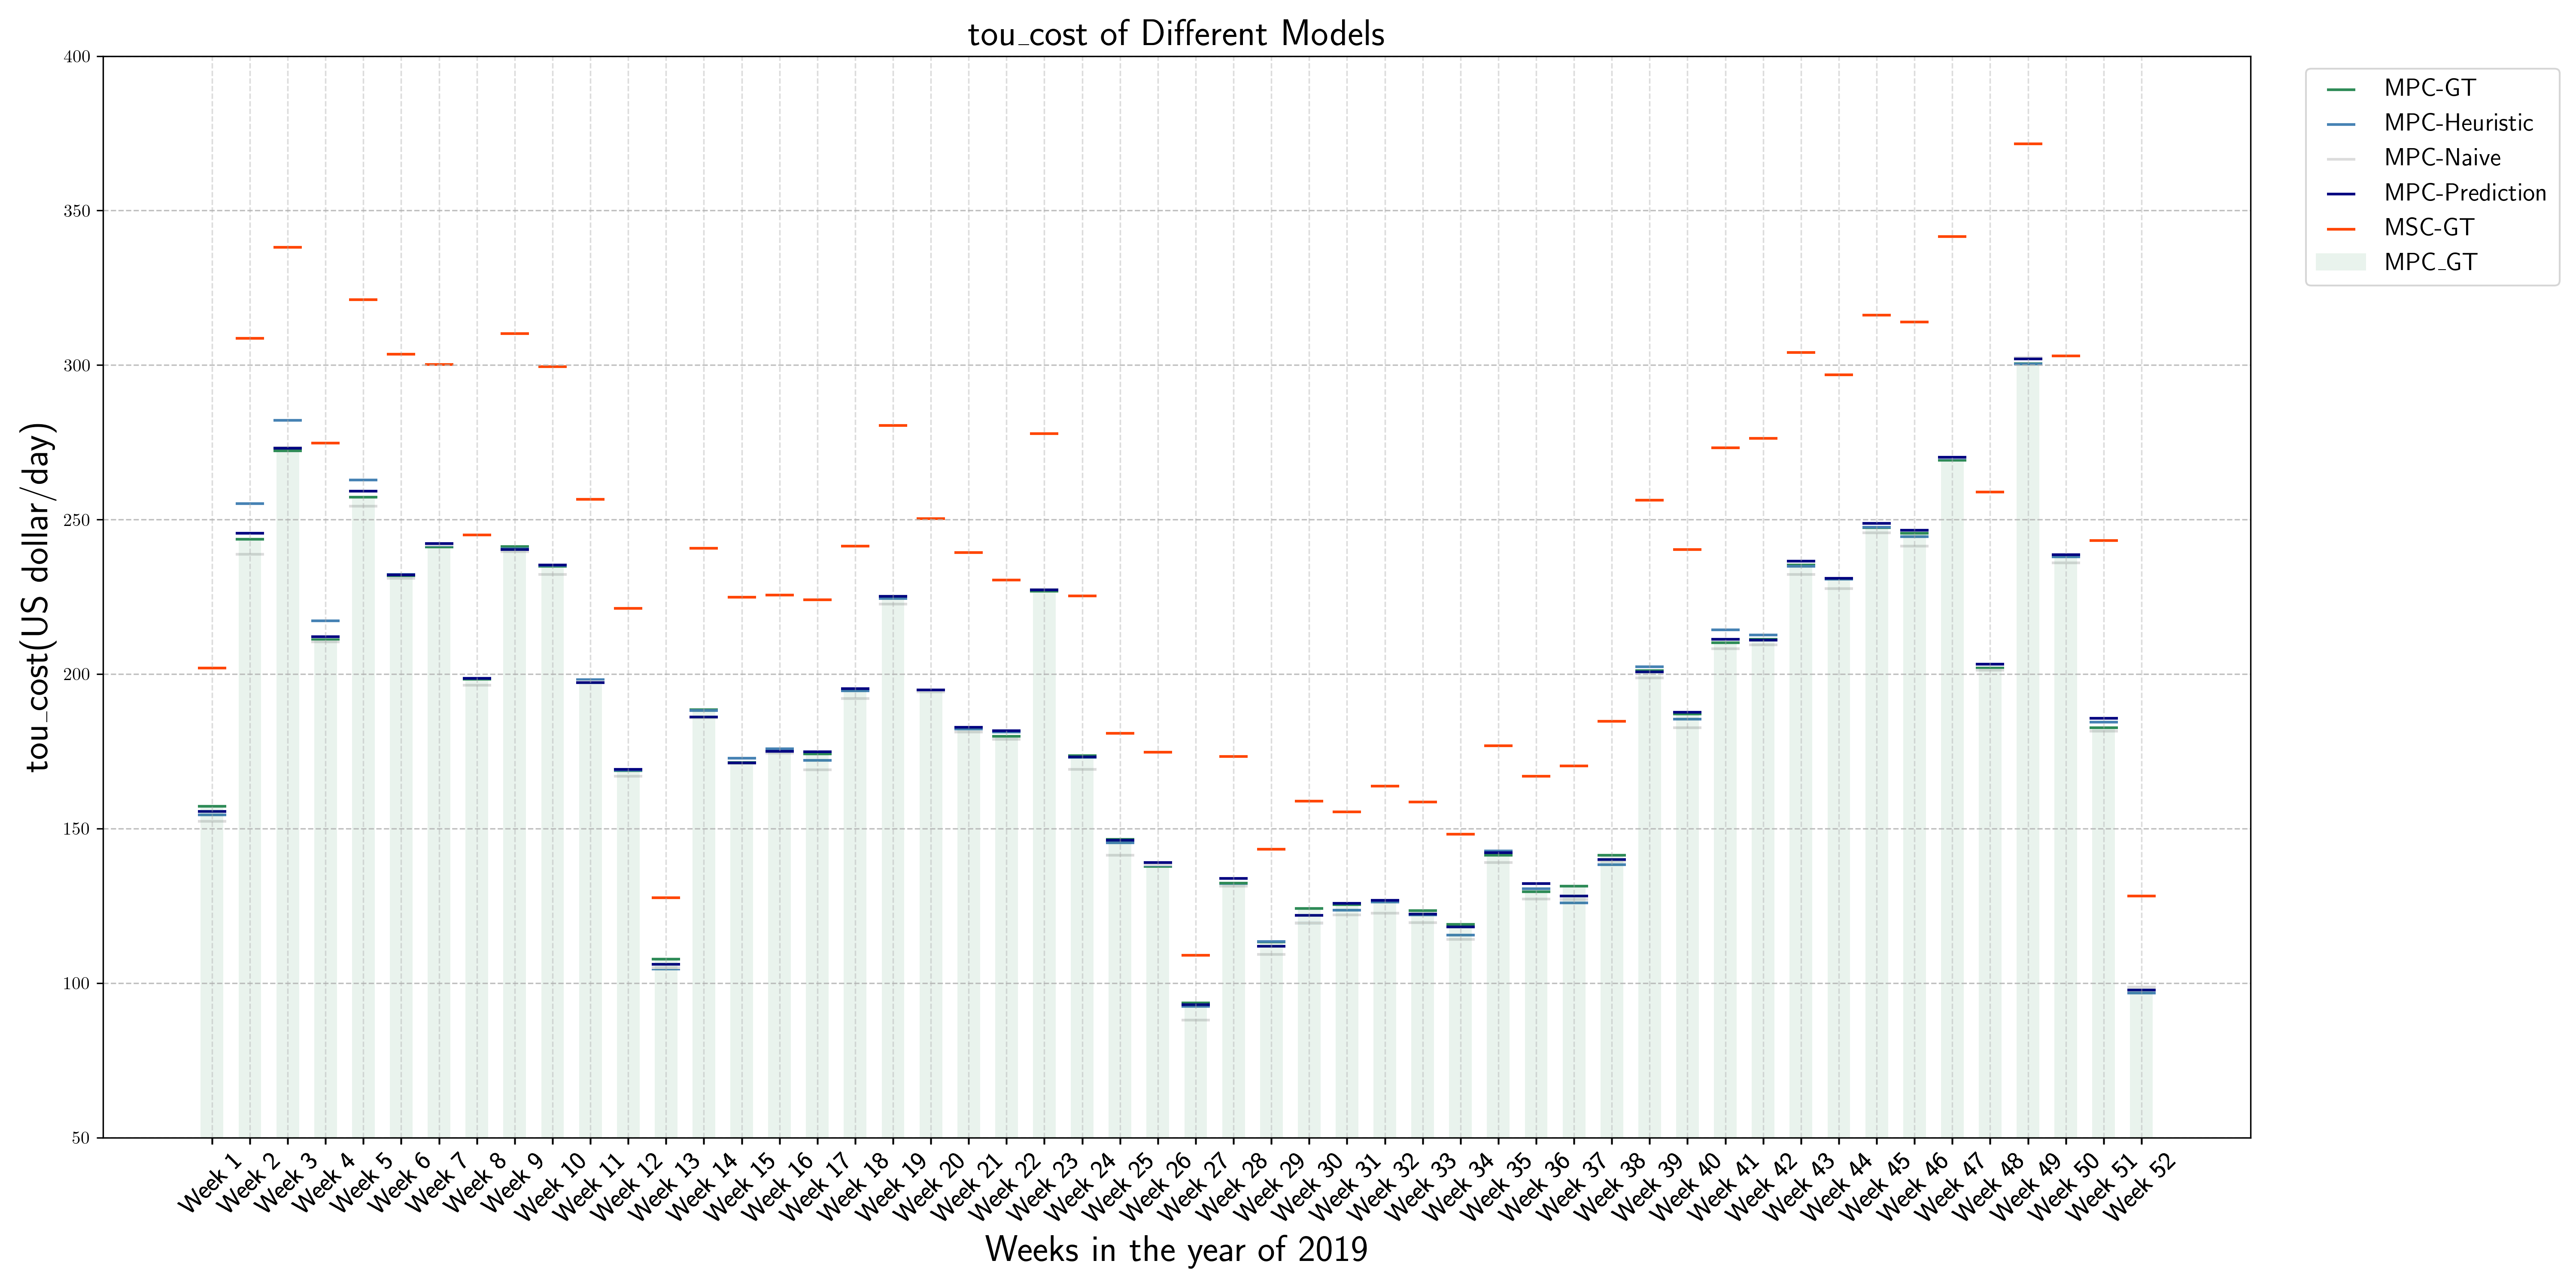 tou_cost of Different Models
400
350
300
250
200
150
100
50
tou_cost(US dollar/day)
MPC-GT
MPC-Heuristic
MPC-Naive
MPC-Prediction
MSC-GT
MPC_GT
Week 1
Week 2
Week 3
Week 4
Week 5
Week 6
Week 7
Week 8
Week 9
Week 10
Week 11
Week 12
Week 13
Week 14
Week 15
Week 16
Week 17
Week 18
Week 19
Week 20
Week 21
Week 22
Week 23
Week 24
Week 25
Week 26
Week 27
Week 28
Week 29
Week 30
Week 31
Week 32
Week 33
Week 34
Week 35
Week 36
Week 37
Week 38
Week 39
Week 40
Week 41
Week 42
Week 43
Week 44
Week 45
Week 46
Week 47
Week 48
Week 49
Week 50
Week 51
Week 52
Weeks in the year of 2019